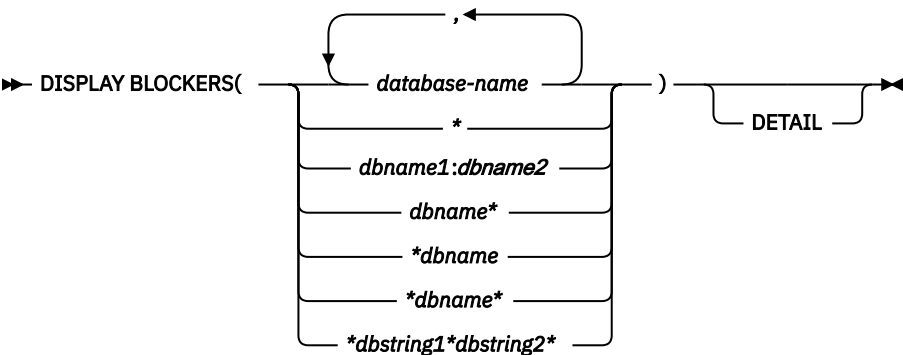 ,
DISPLAY BLOCKERS( database-name )
*
DETAIL
dbname1:dbname2
dbname*
*dbname
*dbname*
*dbstring1*dbstring2*